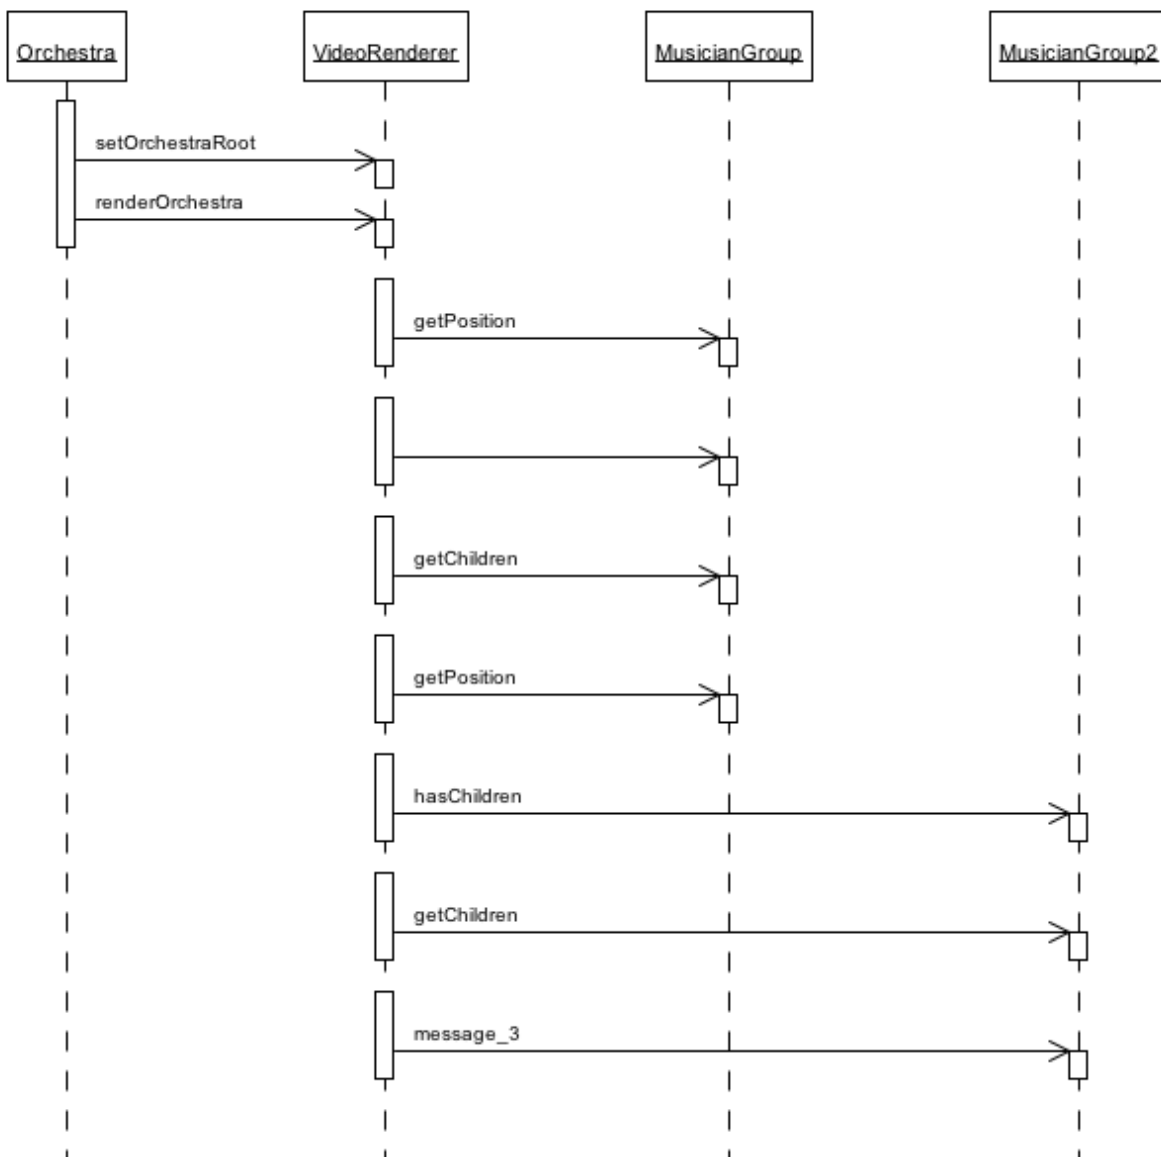 Orchestra
VideoRenderer
MusicianGroup
MusicianGroup2
setOrchestraRoot
renderOrchestra
getPosition
getChildren
getPosition
hasChildren
getChildren
message_3